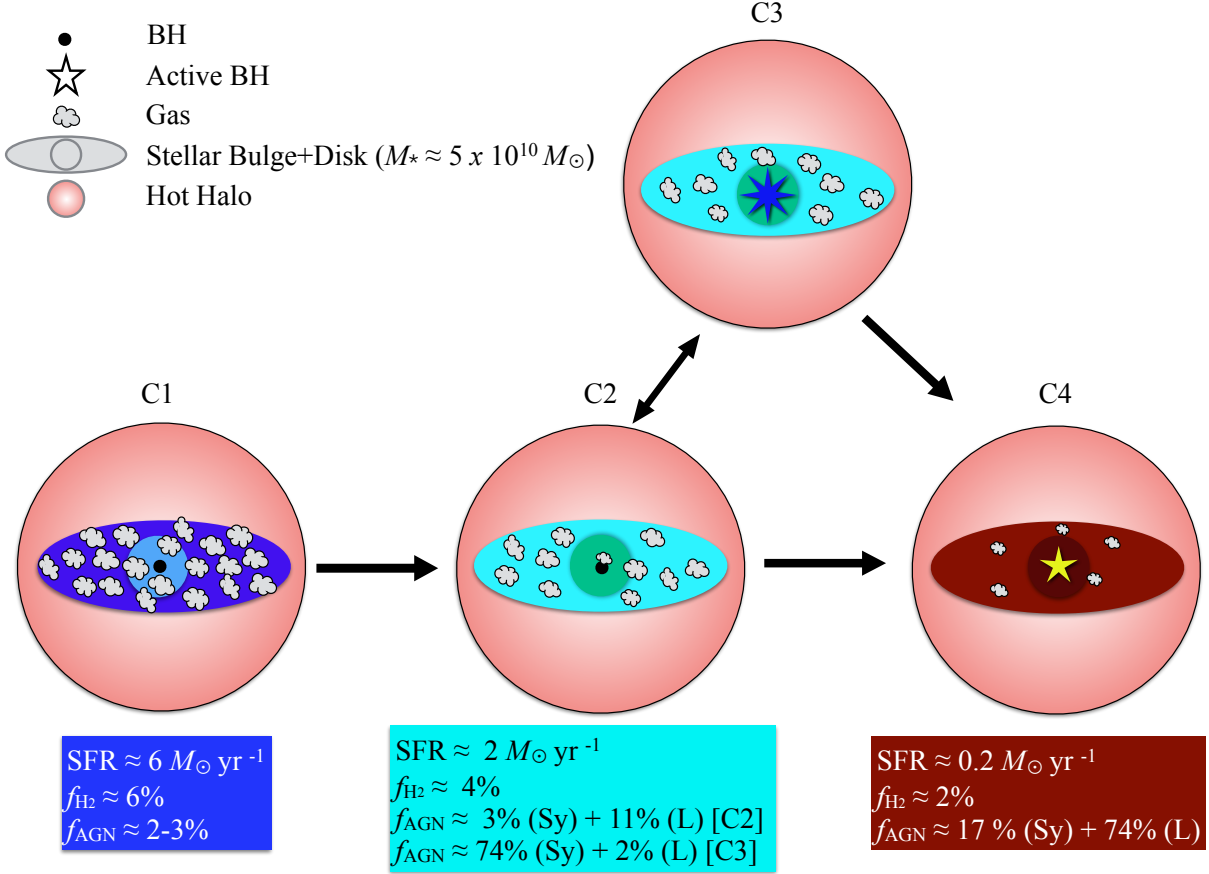 BH
Active BH
Gas
Stellar Bulge+Disk (M* ≈ 5 x 10¹⁰ M☉)
Hot Halo
C3
C1
C2
C4
SFR ≈ 6 M☉ yr ⁻¹
fH₂ ≈ 6%
fAGN ≈ 2-3%
SFR ≈ 2 M☉ yr ⁻¹
fH₂ ≈ 4%
fAGN ≈ 3% (Sy) + 11% (L) [C2]
fAGN ≈ 74% (Sy) + 2% (L) [C3]
SFR ≈ 0.2 M☉ yr ⁻¹
fH₂ ≈ 2%
fAGN ≈ 17 % (Sy) + 74% (L)